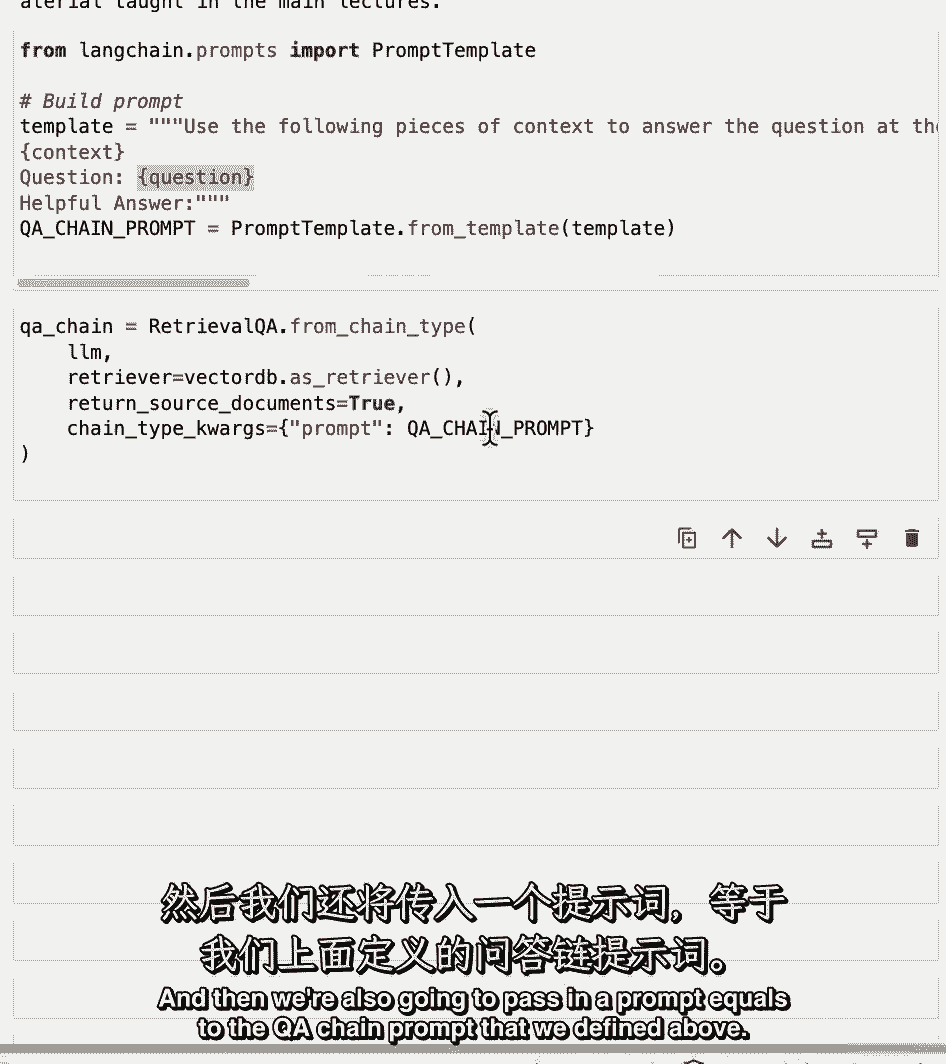 aterial taught in the main lectures.
from langchain.prompts import PromptTemplate
# Build prompt
template = """Use the following pieces of context to answer the question at the
{context}
Question: {question}
Helpful Answer:"""
QA_CHAIN_PROMPT = PromptTemplate.from_template(template)
qa_chain = RetrievalQA.from_chain_type(
    llm,
    retriever=vectordb.as_retriever(),
    return_source_documents=True,
    chain_type_kwargs={"prompt": QA_CHAIN_PROMPT}
)
然后我们还将传入一个提示词，等于
我们上面定义的问答链提示词。
And then we're also going to pass in a prompt equals
to the QA chain prompt that we defined above.